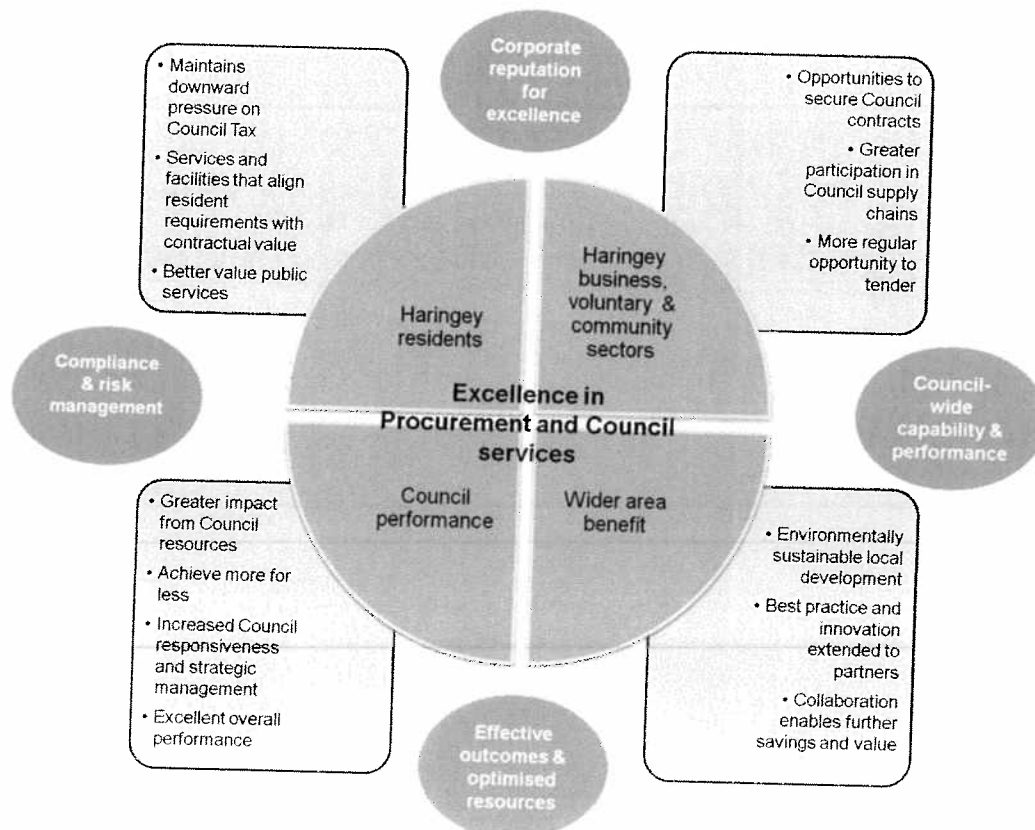 Corporate
reputation
for
excellence
• Maintains
downward
pressure on
Council Tax
• Services and
facilities that align
resident
requirements with
contractual value
• Better value public
services
• Opportunities to
secure Council
contracts
• Greater
participation in
Council supply
chains
• More regular
opportunity to
tender
Haringey
residents
Haringey
business,
voluntary &
community
sectors
Compliance
& risk
management
Excellence in
Procurement and Council
services
Council-
wide
capability &
performance
Council
performance
Wider area
benefit
• Greater impact
from Council
resources
• Achieve more for
less
• Increased Council
responsiveness
and strategic
management
• Excellent overall
performance
• Environmentally
sustainable local
development
• Best practice and
innovation
extended to
partners
• Collaboration
enables further
savings and value
Effective
outcomes &
optimised
resources